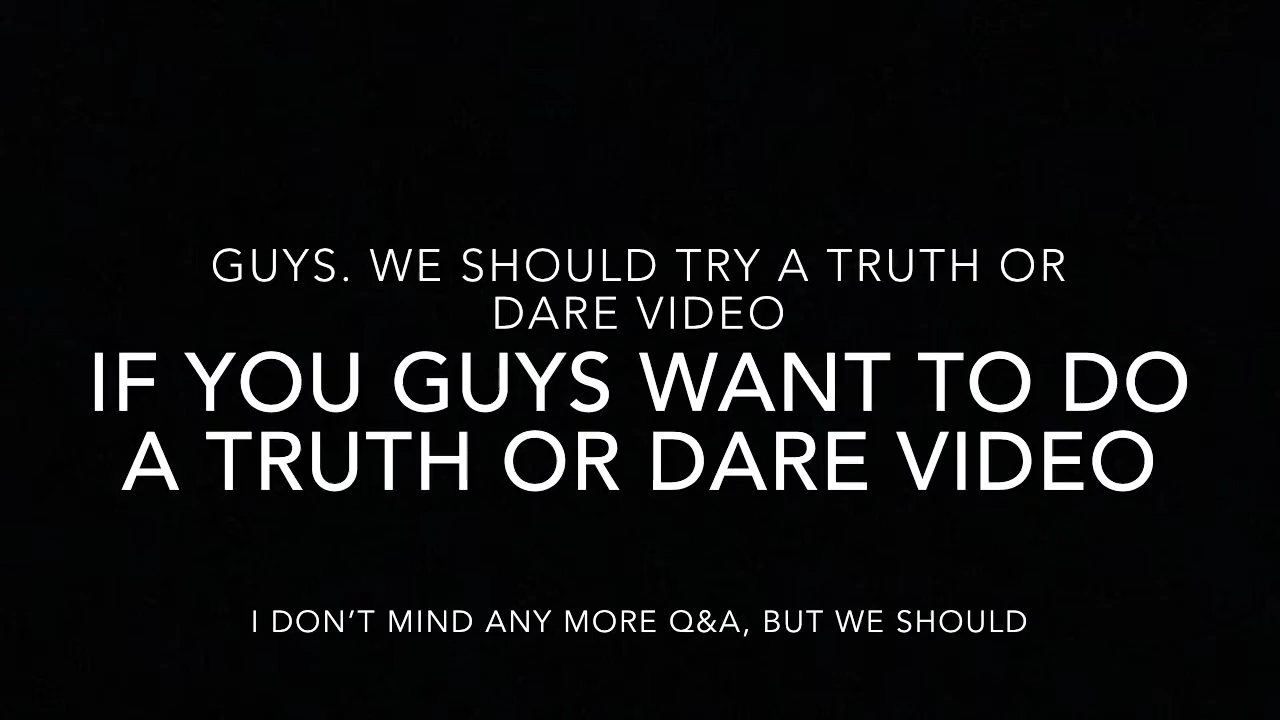 GUYS. WE SHOULD TRY A TRUTH OR
DARE VIDEO
IF YOU GUYS WANT TO DO
A TRUTH OR DARE VIDEO
I DON’T MIND ANY MORE Q&A, BUT WE SHOULD